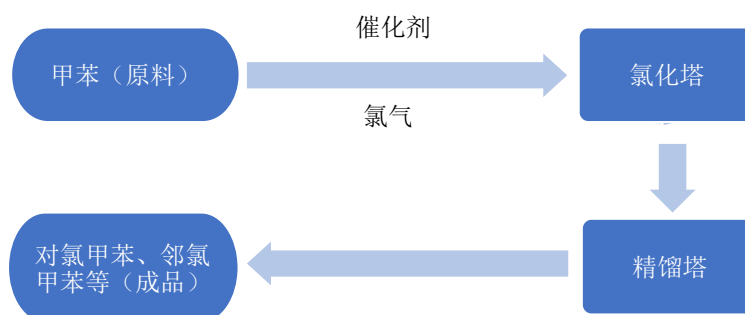 催化剂
甲苯（原料）
氯化塔
氯气
对氯甲苯、邻氯
甲苯等（成品）
精馏塔